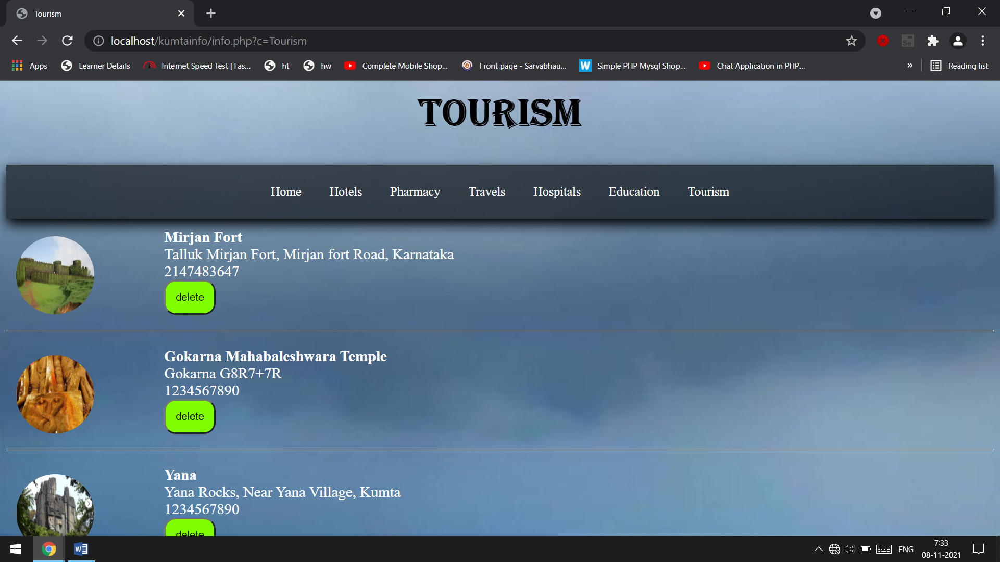 Tourism
localhost/kumtainfo/info.php?c=Tourism
Se
Apps Learner Details Internet Speed Test | Fas... ht hw Complete Mobile Shop... Front page - Sarvabhau... W Simple PHP Mysql Shop... Chat Application in PHP... » Reading list
TOURISM
Home Hotels Pharmacy Travels Hospitals Education Tourism
Mirjan Fort
Talluk Mirjan Fort, Mirjan fort Road, Karnataka
2147483647
delete
Gokarna Mahabaleshwara Temple
Gokarna G8R7+7R
1234567890
delete
Yana
Yana Rocks, Near Yana Village, Kumta
1234567890
delete
W ENG 7:33
08-11-2021